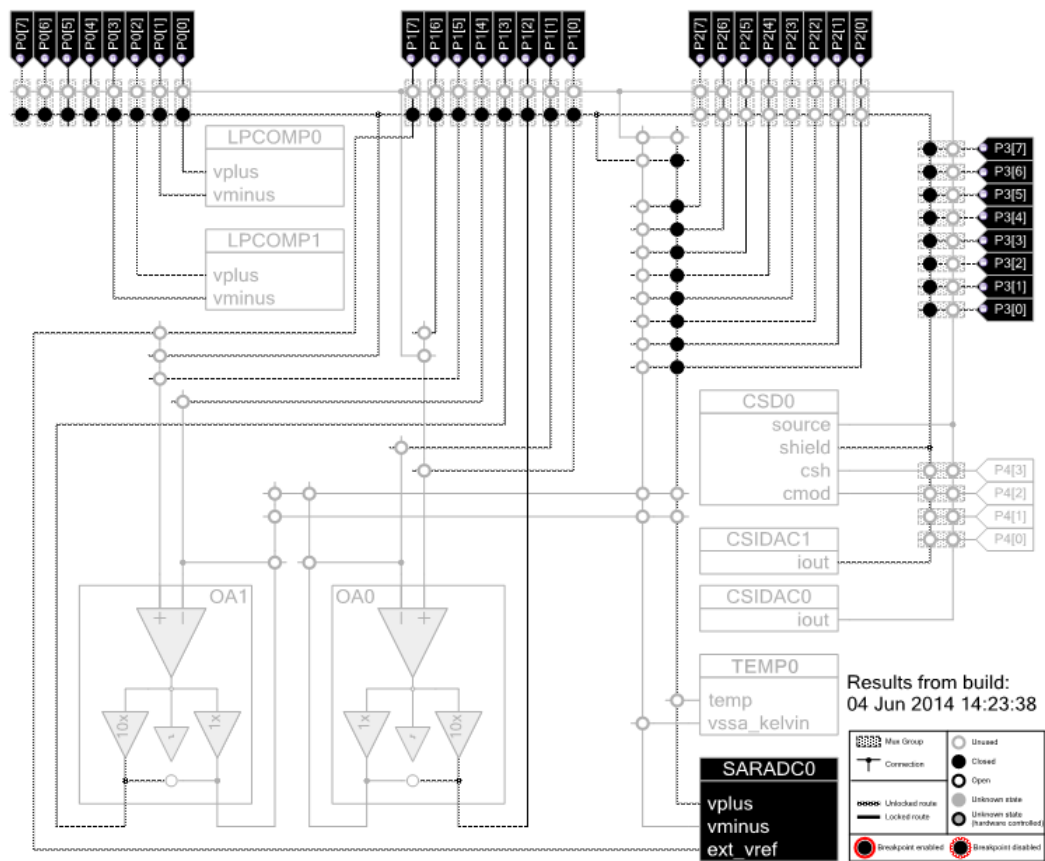 P0[7] P0[6] P0[5] P0[4] P0[3] P0[2] P0[1] P0[0] P1[7] P1[6] P1[5] P1[4] P1[3] P1[2] P1[1] P1[0] P2[7] P2[6] P2[5] P2[4] P2[3] P2[2] P2[1] P2[0]
LPCOMP0
vplus
vminus
LPCOMP1
vplus
vminus
P3[7]
P3[6]
P3[5]
P3[4]
P3[3]
P3[2]
P3[1]
P3[0]
CSD0
source
shield
csh
cmod
P4[3]
P4[2]
P4[1]
P4[0]
CSIDAC1
iout
CSIDAC0
iout
OA1
+ −
10x
1x
OA0
− +
1x
10x
TEMP0
temp
vssa_kelvin
SARADC0
vplus
vminus
ext_vref
Results from build:
04 Jun 2014 14:23:38
Mux Group
Connection
Unlocked route
Locked route
Unused
Closed
Open
Unknown state
Unknown state
(hardware controlled)
Breakpoint enabled
Breakpoint disabled